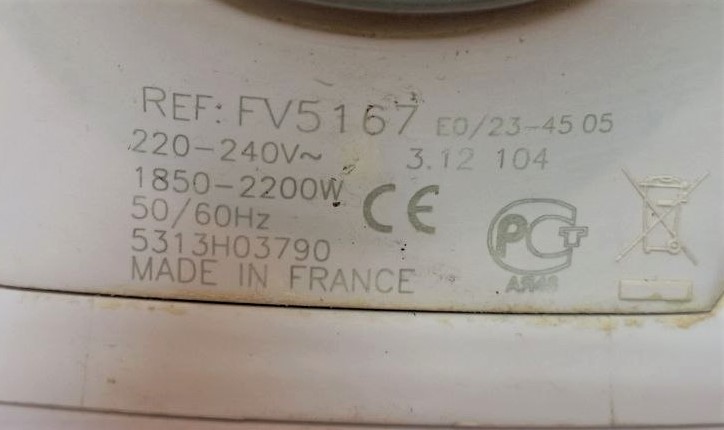 REF: FV5167 E0/23-45 05
220-240V~ 3.12 104
1850-2200W
50/60Hz
CE
PCT
5313H03790
АЯ46
MADE IN FRANCE